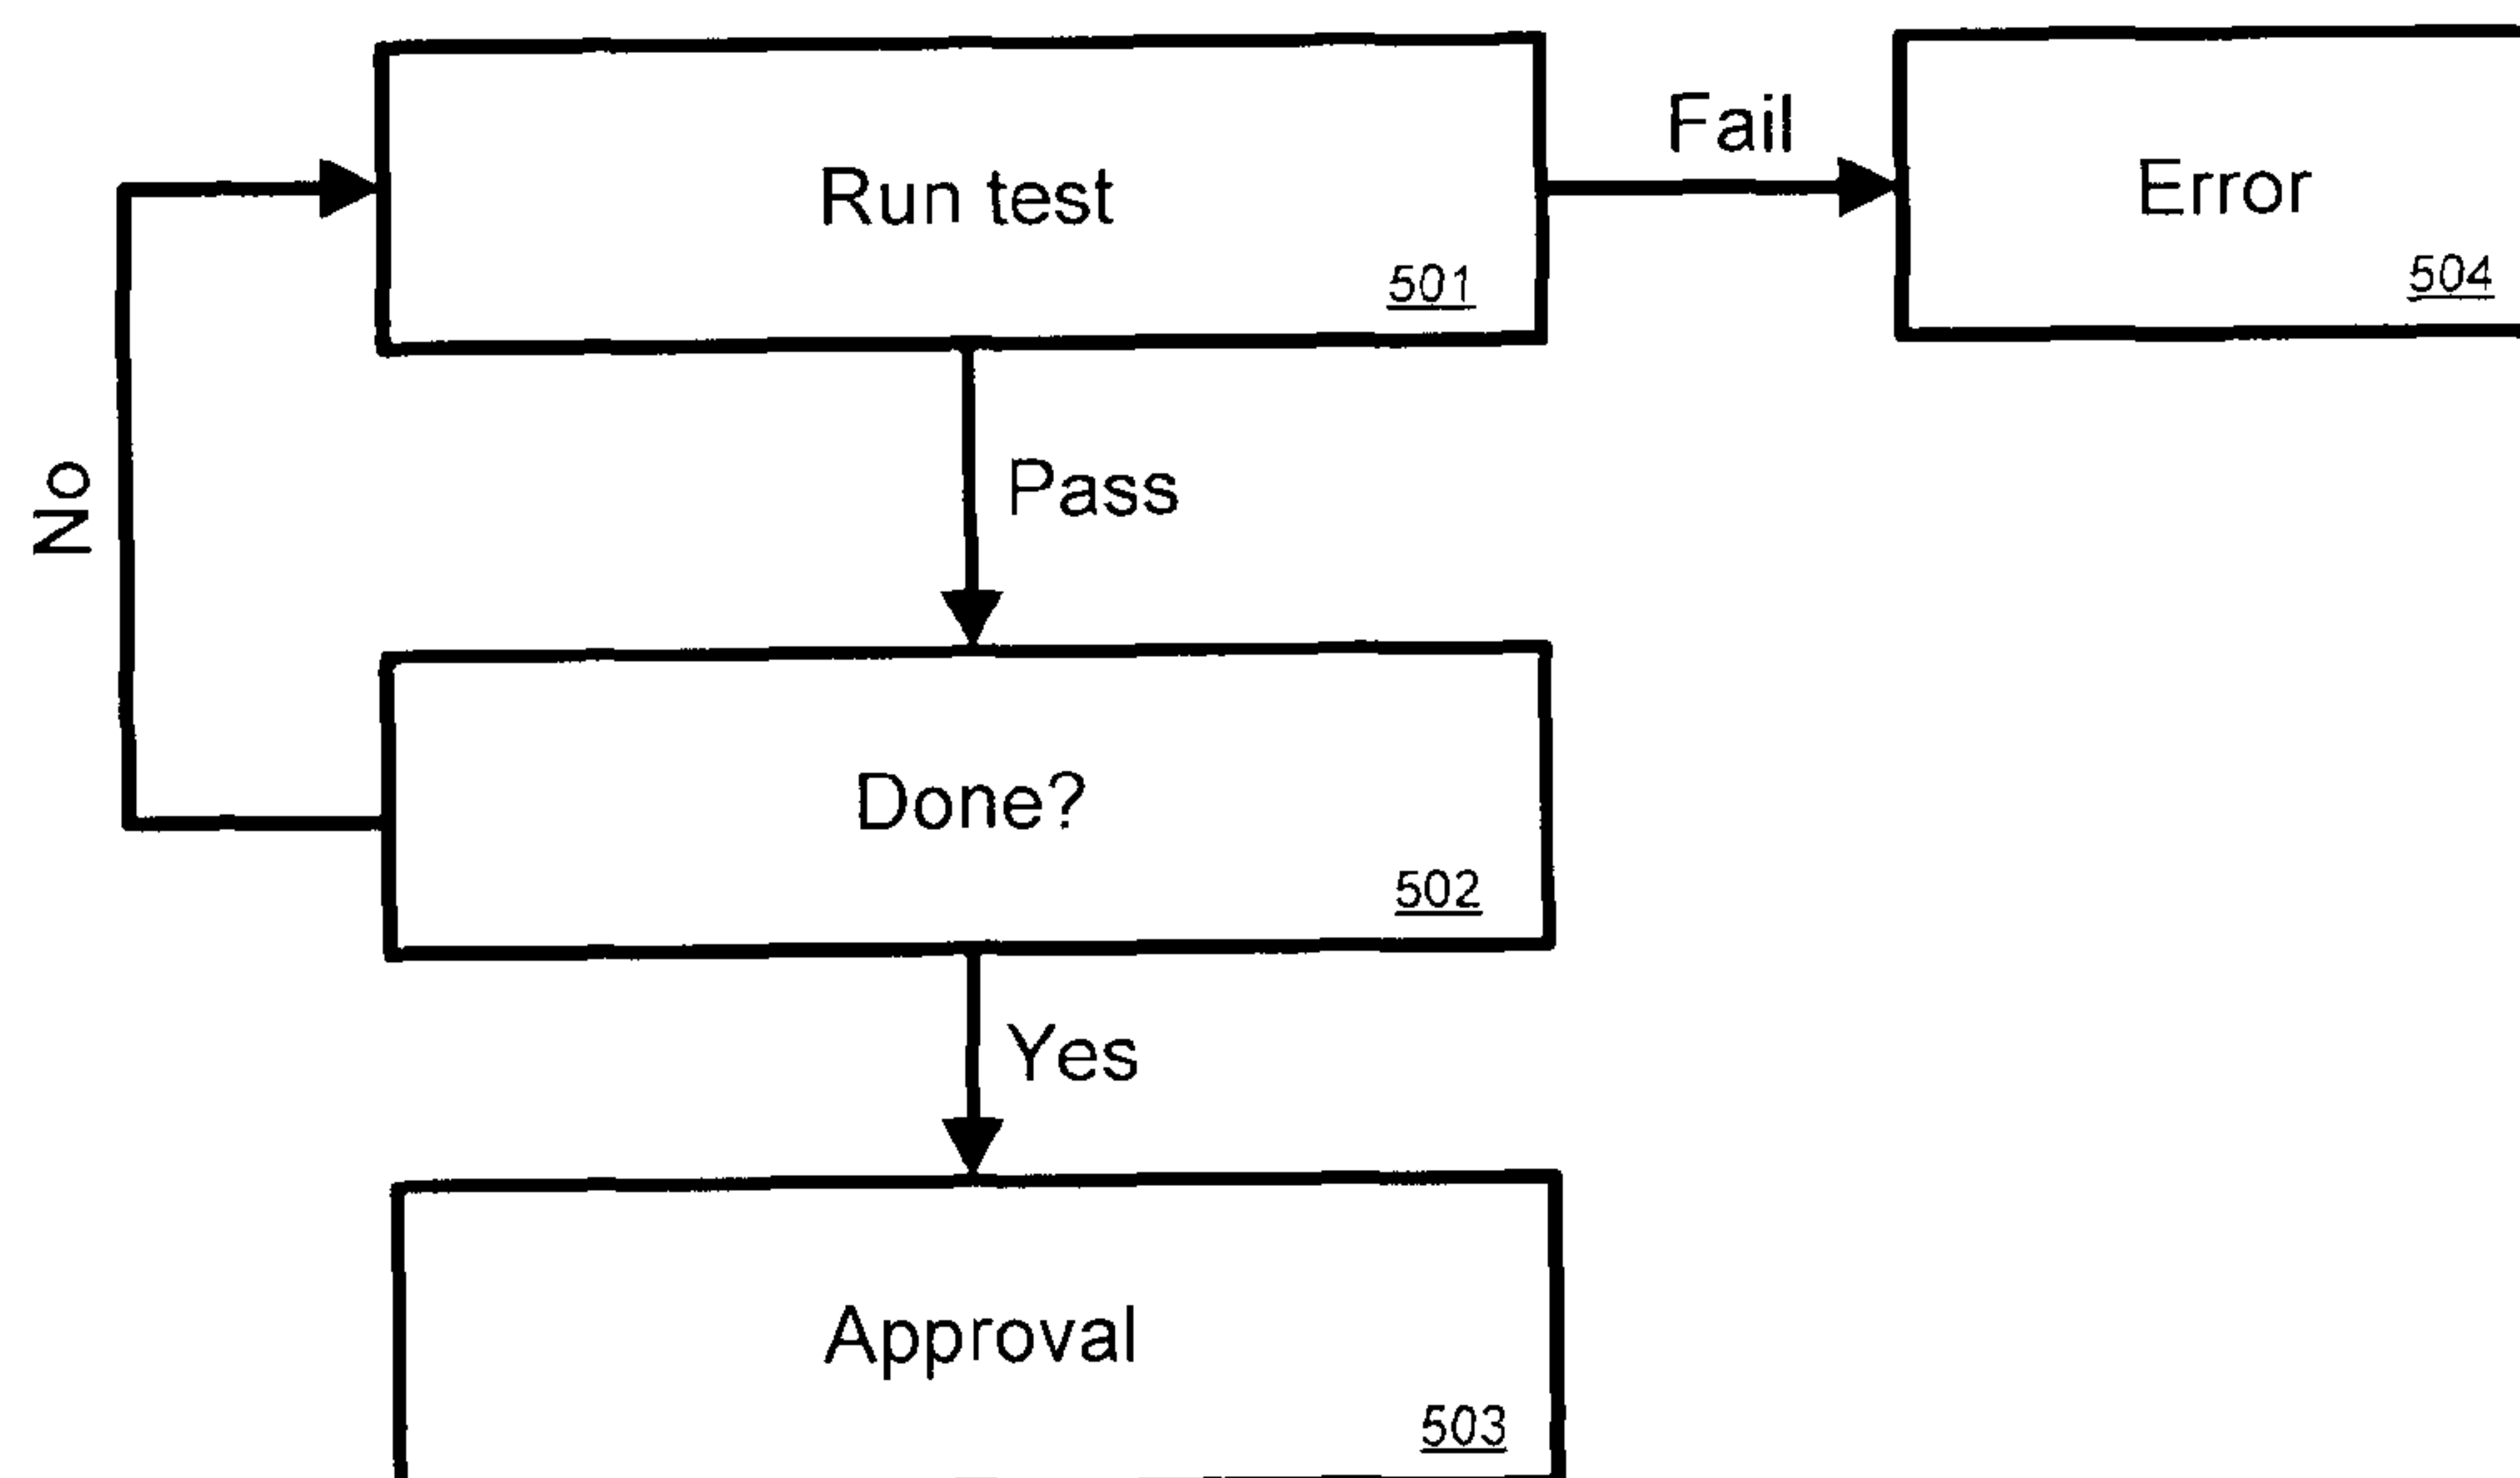 Run test
501
Fail
Error
504
No
Pass
Done?
502
Yes
Approval
503